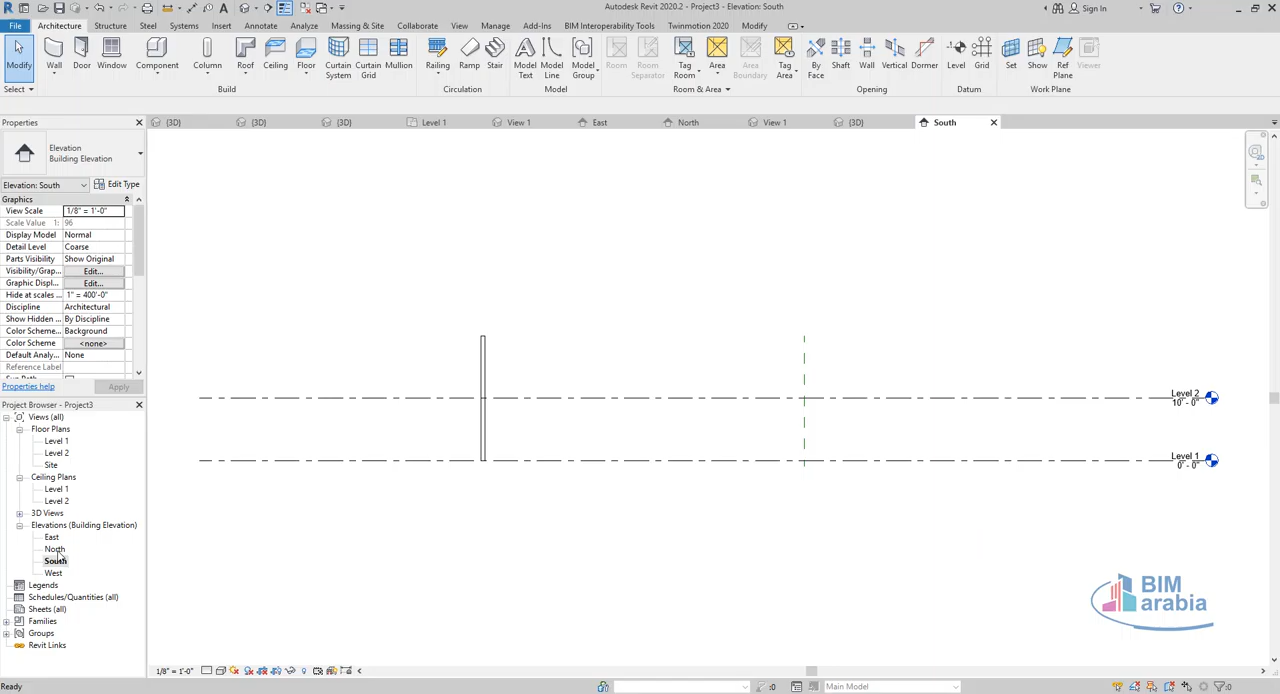 Autodesk Revit 2020.2 - Project3 - Elevation: South
Sign In
File Architecture Structure Steel Systems Insert Annotate Analyze Massing & Site Collaborate View Manage Add-Ins BIM Interoperability Tools Twinmotion 2020 Modify
Modify Wall Door Window Component Column Roof Ceiling Floor Curtain System Curtain Grid Mullion Railing Ramp Stair Model Text Model Line Model Group Room Room Separator Tag Room Area Area Boundary Tag Area By Face Shaft Wall Vertical Dormer Level Grid Set Show Ref Plane Viewer
Select Build Circulation Model Room & Area Opening Datum Work Plane
Properties
{3D} {3D} {3D} Level 1 View 1 East North View 1 {3D} South
Elevation
Building Elevation
Elevation: South Edit Type
Graphics
View Scale 1/8" = 1'-0"
Scale Value 1: 96
Display Model Normal
Detail Level Coarse
Parts Visibility Show Original
Visibility/Grap... Edit...
Graphic Displ... Edit...
Hide at scales ... 1" = 400'-0"
Discipline Architectural
Show Hidden ... By Discipline
Color Scheme... Background
Color Scheme <none>
Default Analy... None
Reference Label
Properties help Apply
Project Browser - Project3
Views (all)
Floor Plans
Level 1
Level 2
Site
Ceiling Plans
Level 1
Level 2
3D Views
Elevations (Building Elevation)
East
North
South
West
Legends
Schedules/Quantities (all)
Sheets (all)
Families
Groups
Revit Links
Level 2
10' - 0"
Level 1
0' - 0"
BIM
arabia
1/8" = 1'-0"
Ready
:0
Main Model
:0